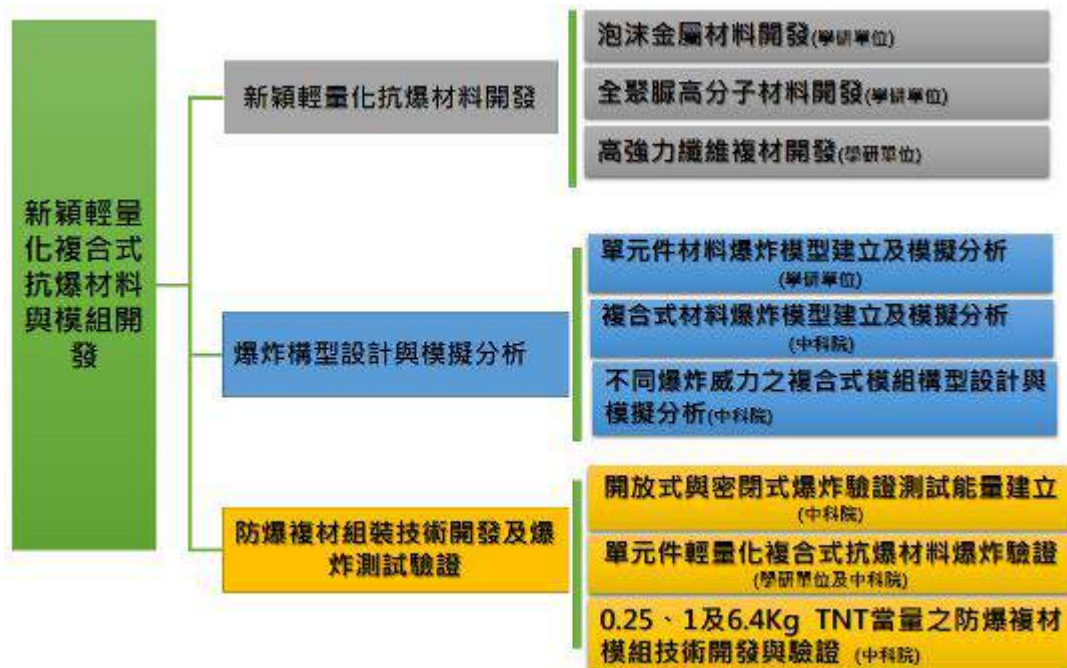 新穎輕量
化複合式
抗爆材料
與模組開
發
新穎輕量化抗爆材料開發
泡沫金屬材料開發(學研單位)
全聚脲高分子材料開發(學研單位)
高強力纖維複材開發(學研單位)
爆炸構型設計與模擬分析
單元件材料爆炸模型建立及模擬分析
(學研單位)
複合式材料爆炸模型建立及模擬分析
(中科院)
不同爆炸威力之複合式模組構型設計與
模擬分析(中科院)
防爆複材組裝技術開發及爆
炸測試驗證
開放式與密閉式爆炸驗證測試能量建立
(中科院)
單元件輕量化複合式抗爆材料爆炸驗證
(學研單位及中科院)
0.25、1及6.4Kg TNT當量之防爆複材
模組技術開發與驗證 (中科院)